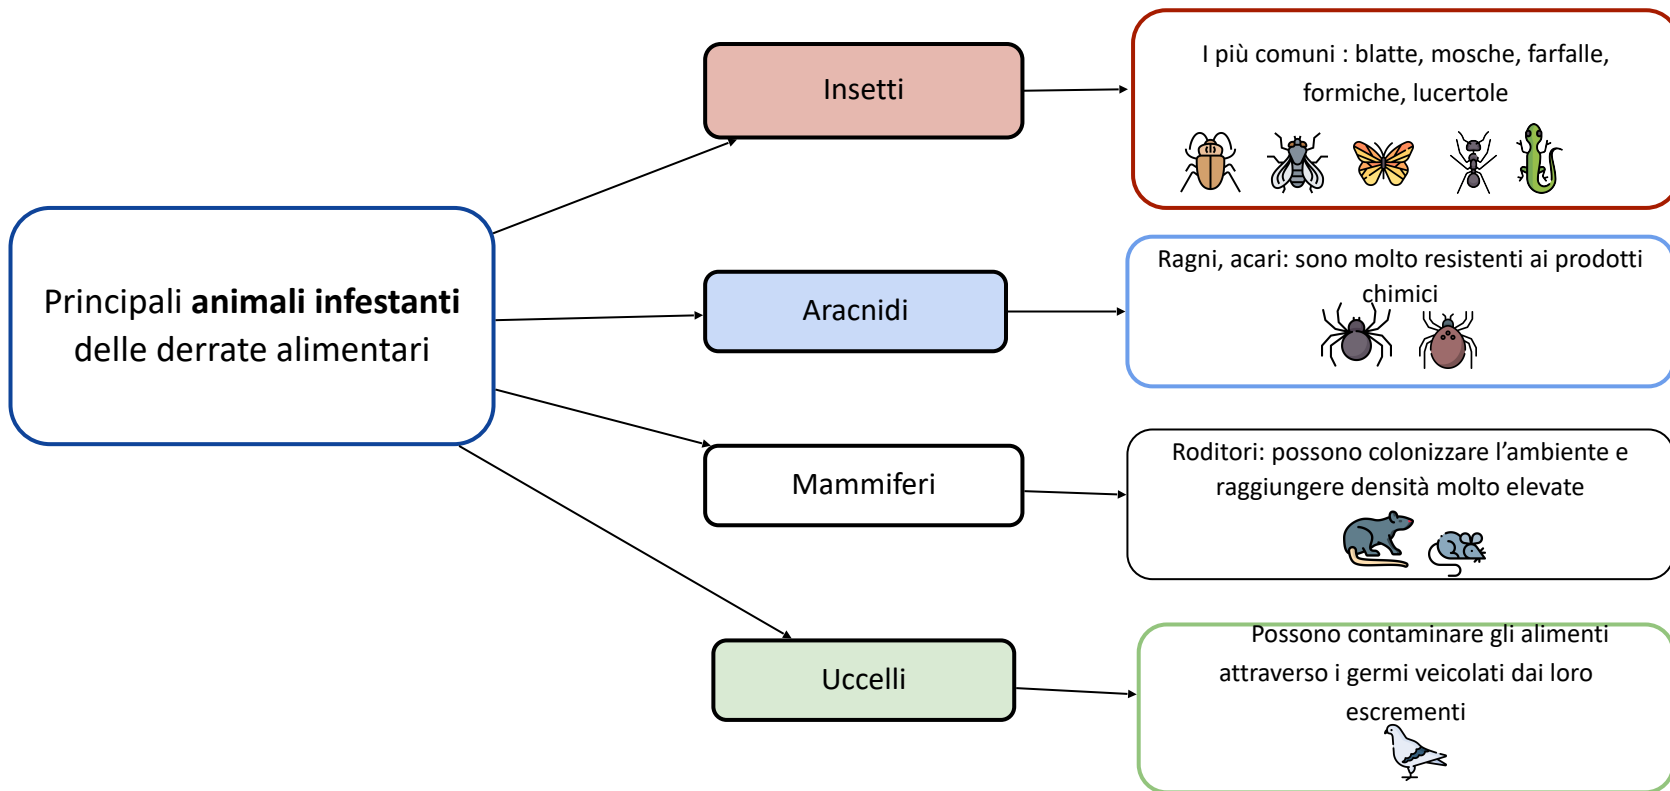 Principali animali infestanti
delle derrate alimentari
Insetti
I più comuni : blatte, mosche, farfalle,
formiche, lucertole
Aracnidi
Ragni, acari: sono molto resistenti ai prodotti
chimici
Mammiferi
Roditori: possono colonizzare l’ambiente e
raggiungere densità molto elevate
Uccelli
Possono contaminare gli alimenti
attraverso i germi veicolati dai loro
escrementi